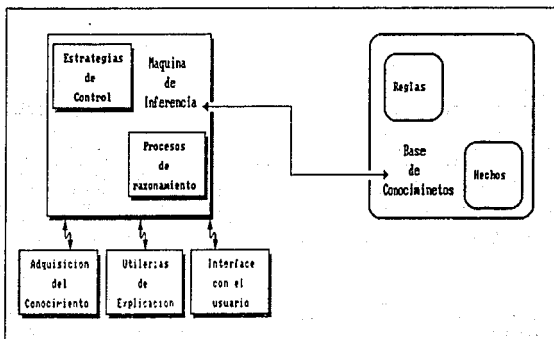 Estrategias
de
Control
Maquina
de
Inferencia
Procesos
de
razonamiento
Reglas
Base
de
Conociminetos
Hechos
Adquisicion
del
Conocimiento
Utilerias
de
Explicacion
Interface
con el
usuario